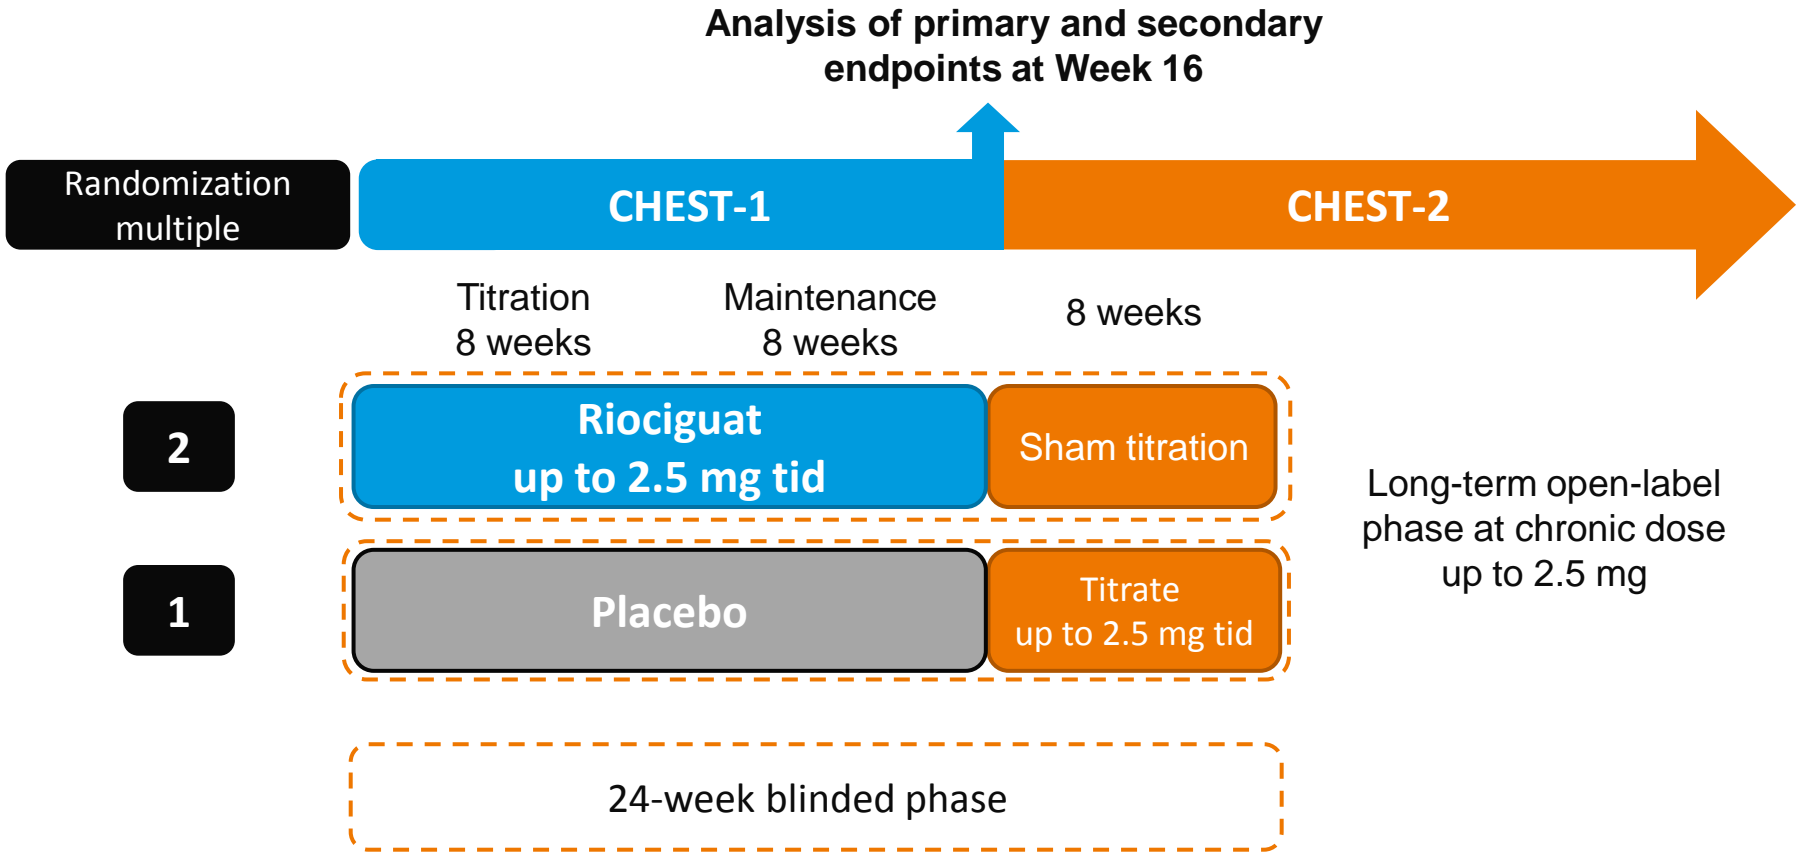 Analysis of primary and secondary
endpoints at Week 16
Randomization
multiple
CHEST-1
CHEST-2
Titration
8 weeks
Maintenance
8 weeks
8 weeks
2
Riociguat
up to 2.5 mg tid
Sham titration
1
Placebo
Titrate
up to 2.5 mg tid
Long-term open-label
phase at chronic dose
up to 2.5 mg
24-week blinded phase